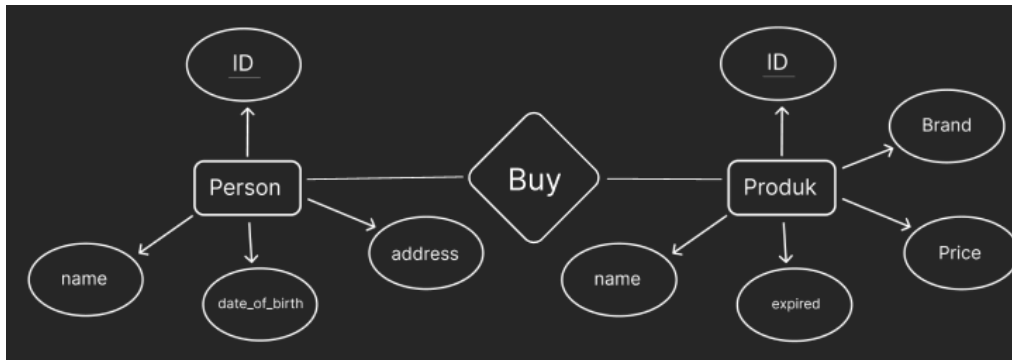 ID
ID
Brand
Person
Buy
Produk
name
date_of_birth
address
name
expired
Price